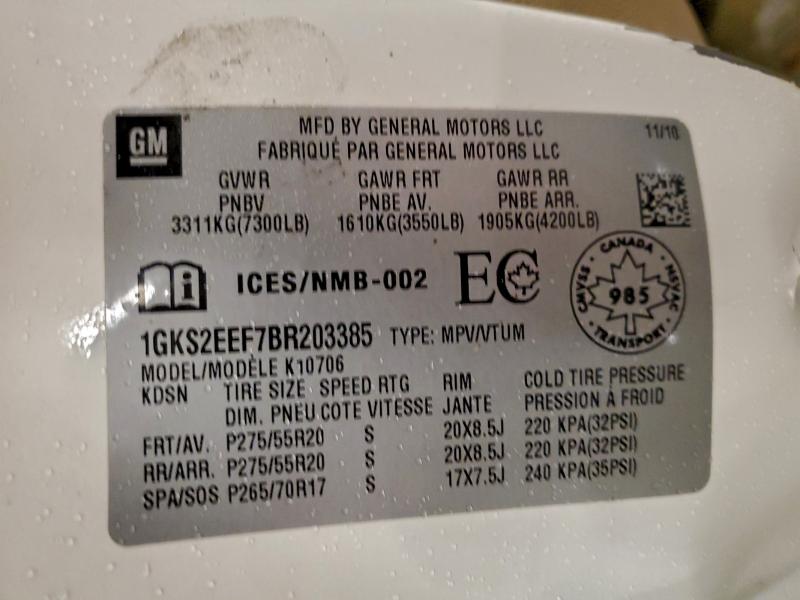 GM
MFD BY GENERAL MOTORS LLC
11/10
FABRIQUÉ PAR GENERAL MOTORS LLC
GVWR GAWR FRT GAWR RR
PNBV PNBE AV. PNBE ARR.
3311KG(7300LB) 1610KG(3550LB) 1905KG(4200LB)
i ICES/NMB-002 EC
CANADA
CMVSS 985 NSVAC
TRANSPORT
1GKS2EEF7BR203385 TYPE: MPV/VTUM
MODEL/MODÈLE K10706
KDSN TIRE SIZE SPEED RTG RIM COLD TIRE PRESSURE
DIM. PNEU COTE VITESSE JANTE PRESSION À FROID
FRT/AV. P275/55R20 S 20X8.5J 220 KPA(32PSI)
RR/ARR. P275/55R20 S 20X8.5J 220 KPA(32PSI)
SPA/SOS P265/70R17 S 17X7.5J 240 KPA(35PSI)